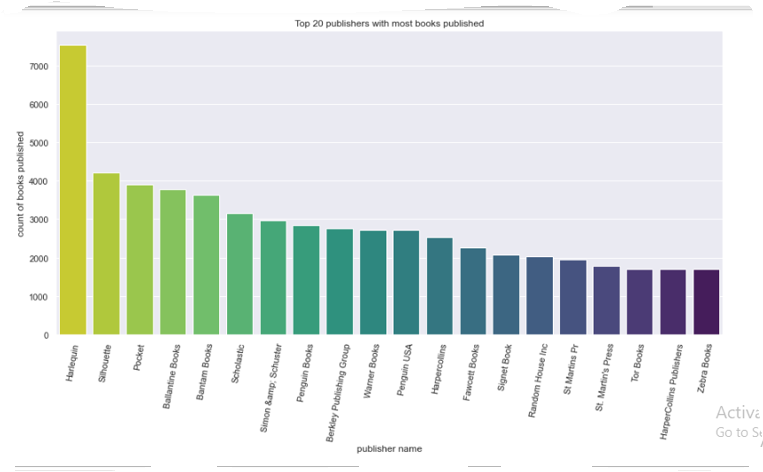 Top 20 publishers with most books published
count of books published
7000
6000
5000
4000
3000
2000
1000
0
Harlequin
Silhouette
Pocket
Ballantine Books
Bantam Books
Scholastic
Simon &amp; Schuster
Penguin Books
Berkley Publishing Group
Warner Books
Penguin USA
Harpercollins
Fawcett Books
Signet Book
Random House Inc
St Martins Pr
St. Martin's Press
Tor Books
HarperCollins Publishers
Zebra Books
publisher name
Activa
Go to Se